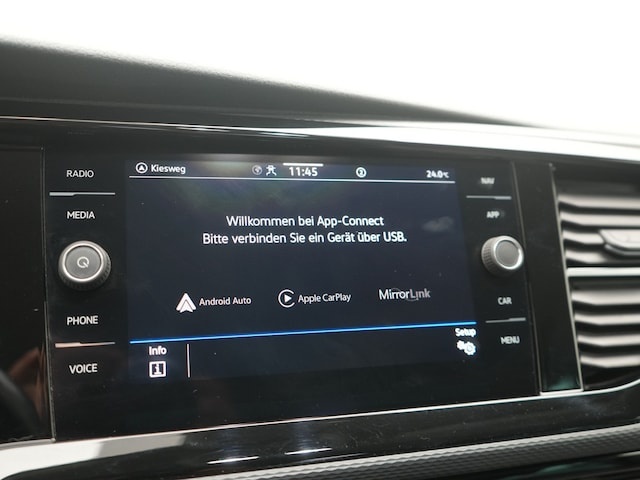 RADIO
MEDIA
PHONE
VOICE
Kiesweg
11:45
2
24.0°C
Willkommen bei App-Connect
Bitte verbinden Sie ein Gerät über USB.
Android Auto
Apple CarPlay
MirrorLink
Info
i
Setup
NAV
APP
CAR
MENU